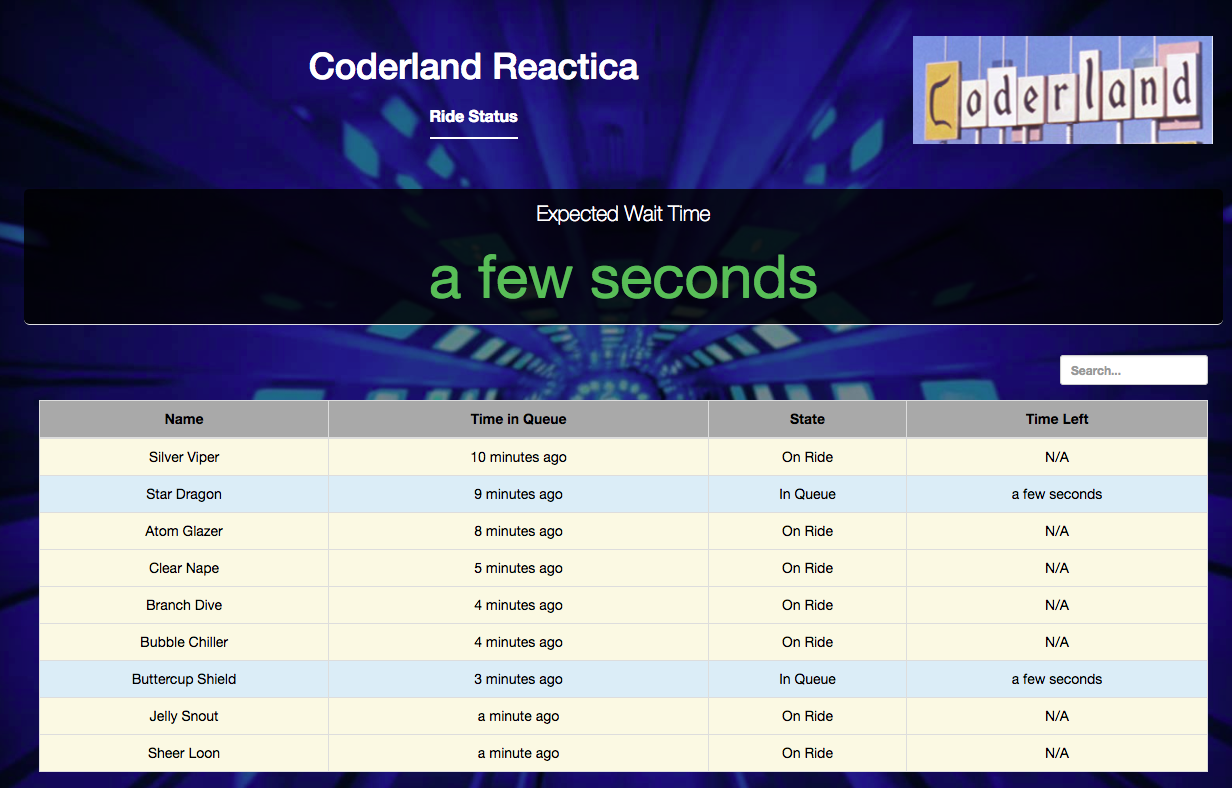 Coderland Reactica
Coderland
Ride Status
Expected Wait Time
a few seconds
Search...
Name Time in Queue State Time Left
Silver Viper 10 minutes ago On Ride N/A
Star Dragon 9 minutes ago In Queue a few seconds
Atom Glazer 8 minutes ago On Ride N/A
Clear Nape 5 minutes ago On Ride N/A
Branch Dive 4 minutes ago On Ride N/A
Bubble Chiller 4 minutes ago On Ride N/A
Buttercup Shield 3 minutes ago In Queue a few seconds
Jelly Snout a minute ago On Ride N/A
Sheer Loon a minute ago On Ride N/A